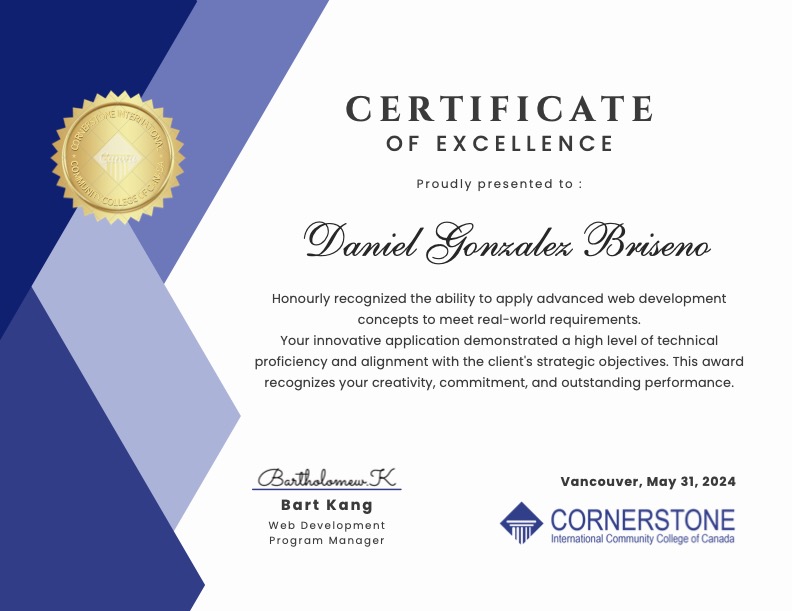 CERTIFICATE
OF EXCELLENCE
Proudly presented to :
Daniel Gonzalez Briseno
Honourly recognized the ability to apply advanced web development
concepts to meet real-world requirements.
Your innovative application demonstrated a high level of technical
proficiency and alignment with the client's strategic objectives. This award
recognizes your creativity, commitment, and outstanding performance.
Bartholomew.K
Bart Kang
Web Development
Program Manager
Vancouver, May 31, 2024
CORNERSTONE
International Community College of Canada
CORNERSTONE
COMMUNITY COLLEGE